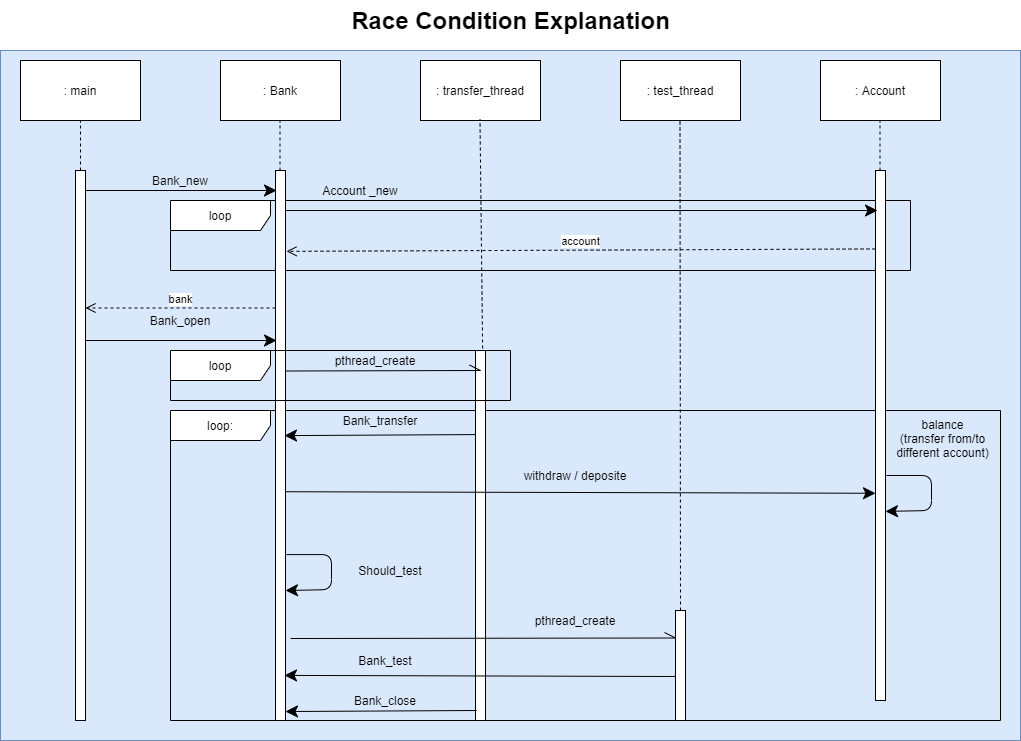 Race Condition Explanation
: main
: Bank
: transfer_thread
: test_thread
: Account
Bank_new
Account _new
loop
account
bank
Bank_open
loop
pthread_create
loop:
Bank_transfer
balance
(transfer from/to
different account)
withdraw / deposite
Should_test
pthread_create
Bank_test
Bank_close